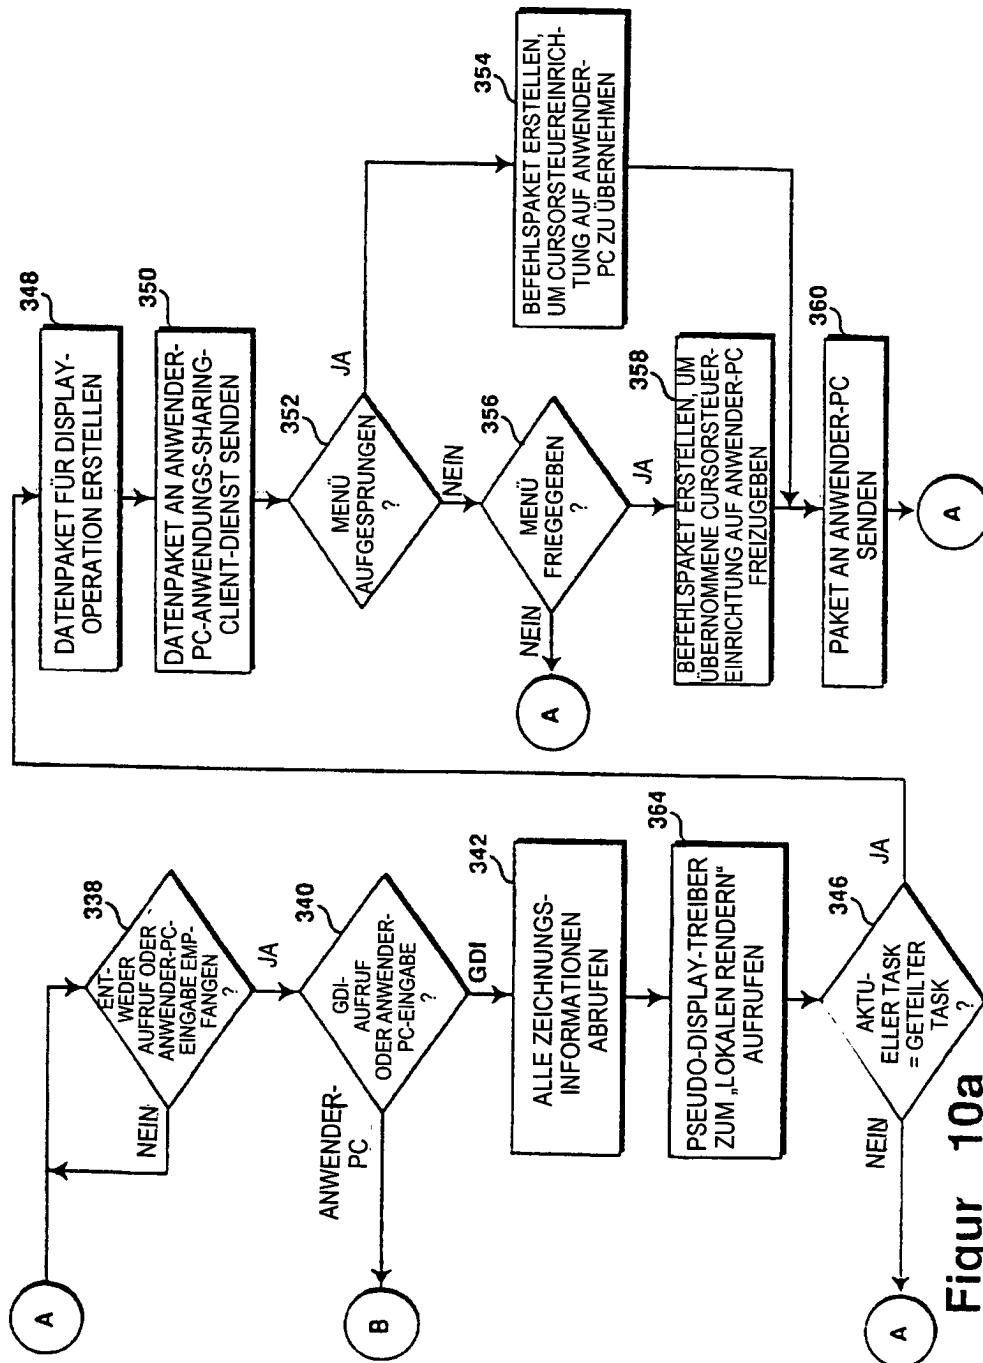 A
338
ENT-
WEDER
AUFRUF ODER
ANWENDER-PC-
EINGABE EMP-
FANGEN
?
NEIN
JA
340
GDI-
AUFRUF
ODER ANWENDER-
PC-EINGABE
?
ANWENDER-
PC
B
GDI
342
ALLE ZEICHNUNGS-
INFORMATIONEN
ABRUFEN
364
PSEUDO-DISPLAY-TREIBER
ZUM „LOKALEN RENDERN"
AUFRUFEN
346
AKTU-
ELLER TASK
= GETEILTER
TASK
?
NEIN
A
JA
348
DATENPAKET FÜR DISPLAY-
OPERATION ERSTELLEN
350
DATENPAKET AN ANWENDER-
PC-ANWENDUNGS-SHARING-
CLIENT-DIENST SENDEN
352
MENÜ
AUFGESPRUNGEN
?
JA
354
BEFEHLSPAKET ERSTELLEN,
UM CURSORSTEUEREINRICH-
TUNG AUF ANWENDER-
PC ZU ÜBERNEHMEN
NEIN
356
MENÜ
FRIEGEGEBEN
?
NEIN
A
JA
358
BEFEHLSPAKET ERSTELLEN, UM
ÜBERNOMMENE CURSORSTEUER-
EINRICHTUNG AUF ANWENDER-PC
FREIZUGEBEN
360
PAKET AN ANWENDER-PC
SENDEN
A
Figur 10a